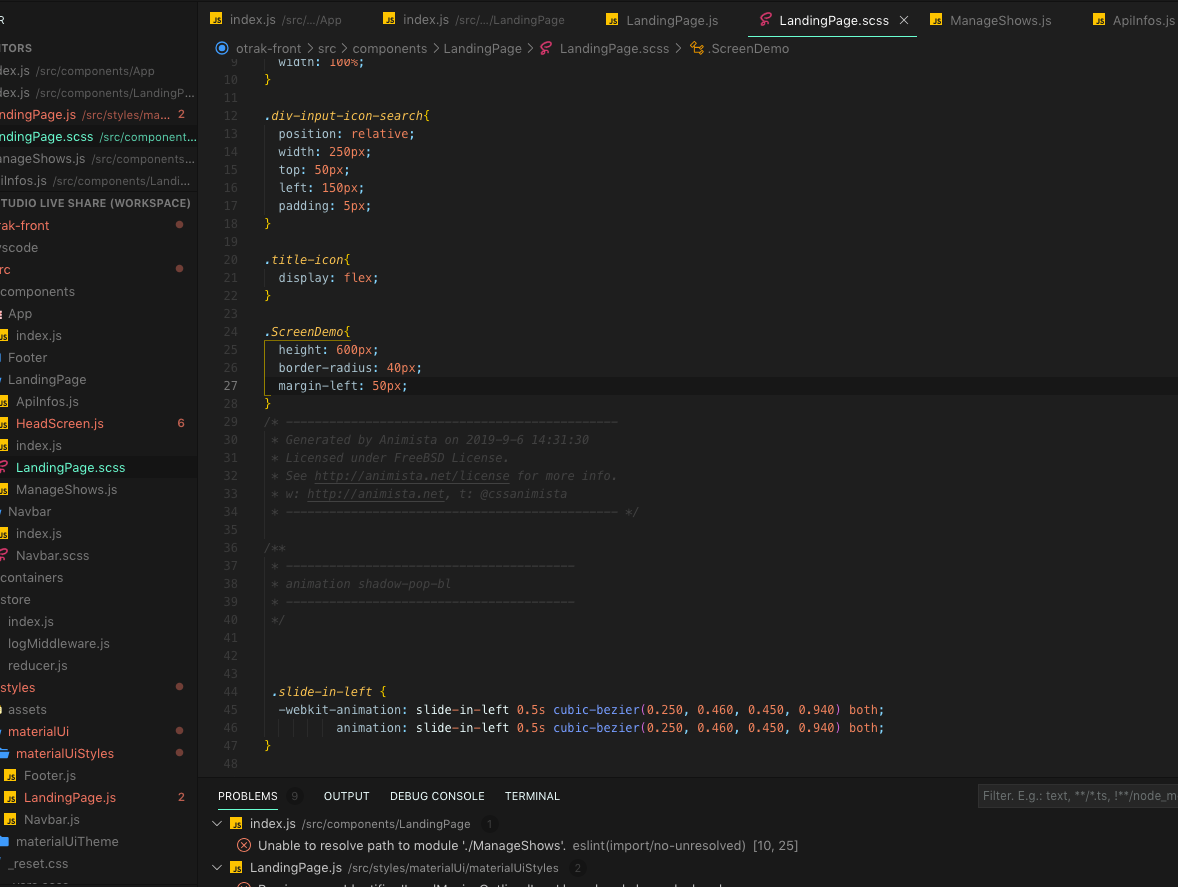 R
index.js /src/.../App
index.js /src/.../LandingPage
LandingPage.js
LandingPage.scss
ManageShows.js
ApiInfos.js
otrak-front > src > components > LandingPage > LandingPage.scss > .ScreenDemo
ITORS
dex.js /src/components/App
dex.js /src/components/LandingP...
ndingPage.js /src/styles/ma... 2
ndingPage.scss /src/component...
anageShows.js /src/components...
iInfos.js /src/components/Landi...
TUDIO LIVE SHARE (WORKSPACE)
rak-front
scode
rc
components
App
index.js
Footer
LandingPage
ApiInfos.js
HeadScreen.js 6
index.js
LandingPage.scss
ManageShows.js
Navbar
index.js
Navbar.scss
containers
store
index.js
logMiddleware.js
reducer.js
styles
assets
materialUi
materialUiStyles
Footer.js
LandingPage.js 2
Navbar.js
materialUiTheme
_reset.css
9 width: 100%;
10 }
11
12 .div-input-icon-search{
13 position: relative;
14 width: 250px;
15 top: 50px;
16 left: 150px;
17 padding: 5px;
18 }
19
20 .title-icon{
21 display: flex;
22 }
23
24 .ScreenDemo{
25 height: 600px;
26 border-radius: 40px;
27 margin-left: 50px;
28 }
29 /* ----------------------------------------------
30 * Generated by Animista on 2019-9-6 14:31:30
31 * Licensed under FreeBSD License.
32 * See http://animista.net/license for more info.
33 * w: http://animista.net, t: @cssanimista
34 * ---------------------------------------------- */
35
36 /**
37 * ----------------------------------------
38 * animation shadow-pop-bl
39 * ----------------------------------------
40 */
41
42
43
44 .slide-in-left {
45 -webkit-animation: slide-in-left 0.5s cubic-bezier(0.250, 0.460, 0.450, 0.940) both;
46 animation: slide-in-left 0.5s cubic-bezier(0.250, 0.460, 0.450, 0.940) both;
47 }
48
PROBLEMS 9 OUTPUT DEBUG CONSOLE TERMINAL
Filter. E.g.: text, **/*.ts, !**/node_m
index.js /src/components/LandingPage 1
Unable to resolve path to module './ManageShows'. eslint(import/no-unresolved) [10, 25]
LandingPage.js /src/styles/materialUi/materialUiStyles 2